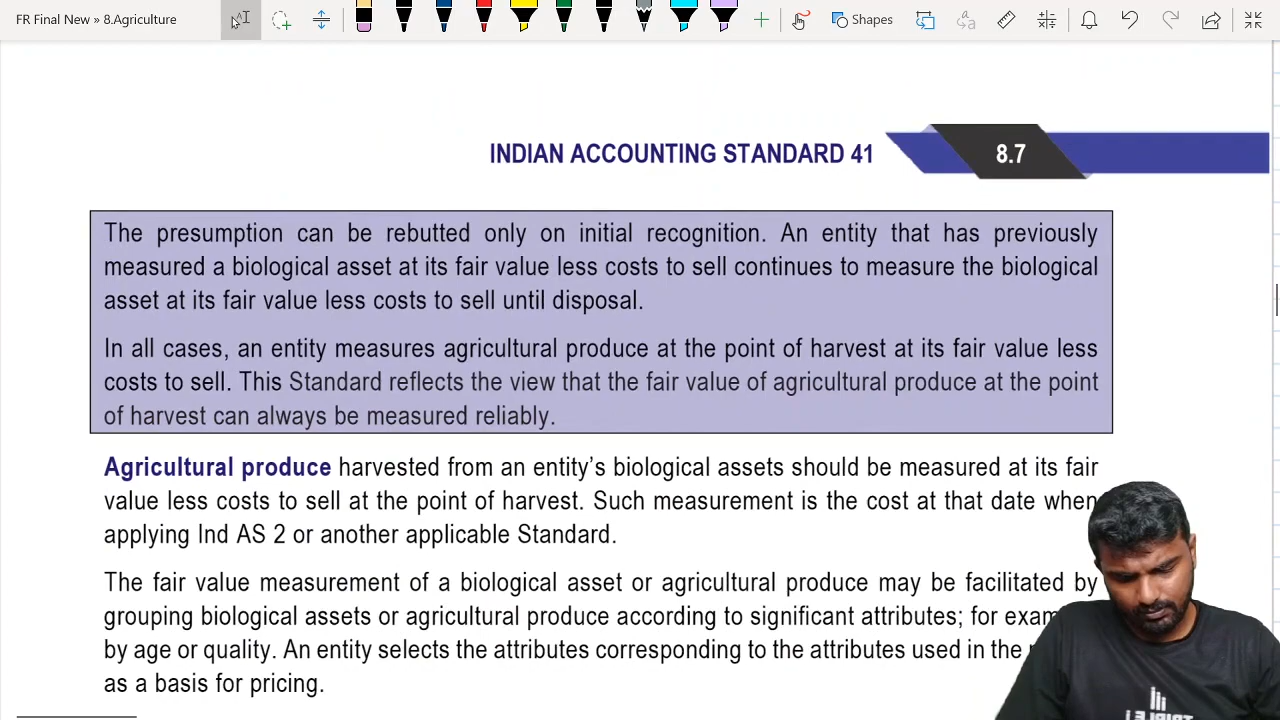 FR Final New » 8.Agriculture
Shapes
INDIAN ACCOUNTING STANDARD 41
8.7
The presumption can be rebutted only on initial recognition. An entity that has previously
measured a biological asset at its fair value less costs to sell continues to measure the biological
asset at its fair value less costs to sell until disposal.
In all cases, an entity measures agricultural produce at the point of harvest at its fair value less
costs to sell. This Standard reflects the view that the fair value of agricultural produce at the point
of harvest can always be measured reliably.
Agricultural produce harvested from an entity's biological assets should be measured at its fair
value less costs to sell at the point of harvest. Such measurement is the cost at that date when
applying Ind AS 2 or another applicable Standard.
The fair value measurement of a biological asset or agricultural produce may be facilitated by
grouping biological assets or agricultural produce according to significant attributes; for
by age or quality. An entity selects the attributes corresponding to the attributes used in the
as a basis for pricing.